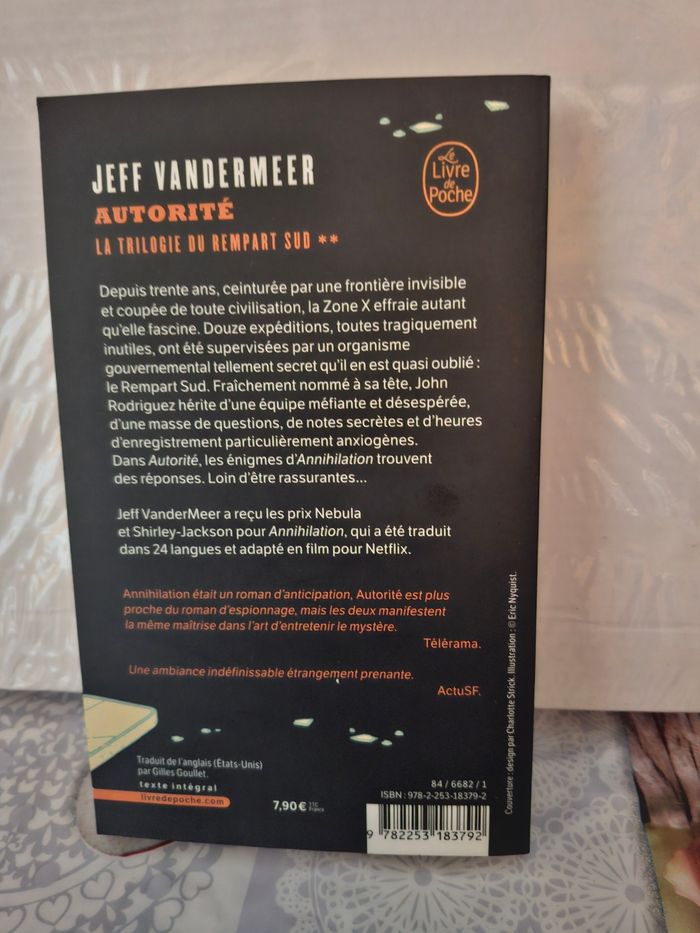 JEFF VANDERMEER
AUTORITÉ
LA TRILOGIE DU REMPART SUD **
Le
Livre
de
Poche
Depuis trente ans, ceinturée par une frontière invisible
et coupée de toute civilisation, la Zone X effraie autant
qu'elle fascine. Douze expéditions, toutes tragiquement
inutiles, ont été supervisées par un organisme
gouvernemental tellement secret qu'il en est quasi oublié :
le Rempart Sud. Fraîchement nommé à sa tête, John
Rodriguez hérite d'une équipe méfiante et désespérée,
d'une masse de questions, de notes secrètes et d'heures
d'enregistrement particulièrement anxiogènes.
Dans Autorité, les énigmes d'Annihilation trouvent
des réponses. Loin d'être rassurantes...
Jeff VanderMeer a reçu les prix Nebula
et Shirley-Jackson pour Annihilation, qui a été traduit
dans 24 langues et adapté en film pour Netflix.
Annihilation était un roman d'anticipation, Autorité est plus
proche du roman d'espionnage, mais les deux manifestent
la même maîtrise dans l'art d'entretenir le mystère.
Télérama.
Une ambiance indéfinissable étrangement prenante.
ActuSF.
Traduit de l'anglais (États-Unis)
par Gilles Goullet.
texte intégral
livredepoche.com
7,90 € TTC
France
84 / 6682 / 1
ISBN : 978-2-253-18379-2
9 782253 183792
Couverture : design par Charlotte Strick. Illustration : © Eric Nyquist.